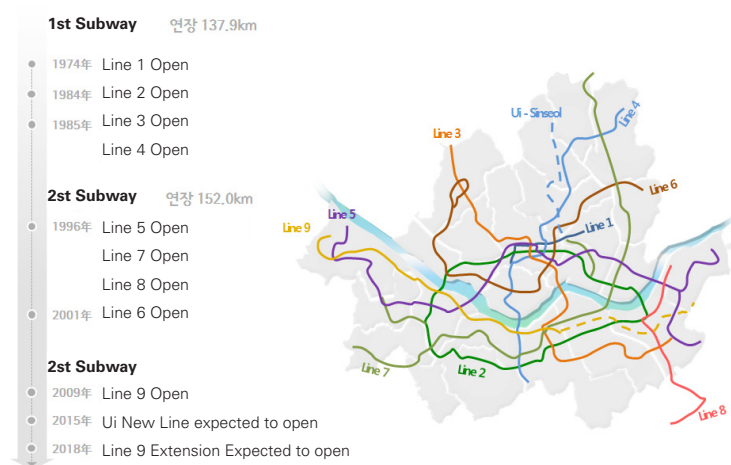 1st Subway 연장 137.9km
1974年 Line 1 Open
1984年 Line 2 Open
1985年 Line 3 Open
Line 4 Open
2st Subway 연장 152.0km
1996年 Line 5 Open
Line 7 Open
Line 8 Open
2001年 Line 6 Open
2st Subway
2009年 Line 9 Open
2015年 Ui New Line expected to open
2018年 Line 9 Extension Expected to open
Ui - Sinseol
Line 4
Line 3
Line 6
Line 5
Line 9
Line 1
Line 7
Line 2
Line 8